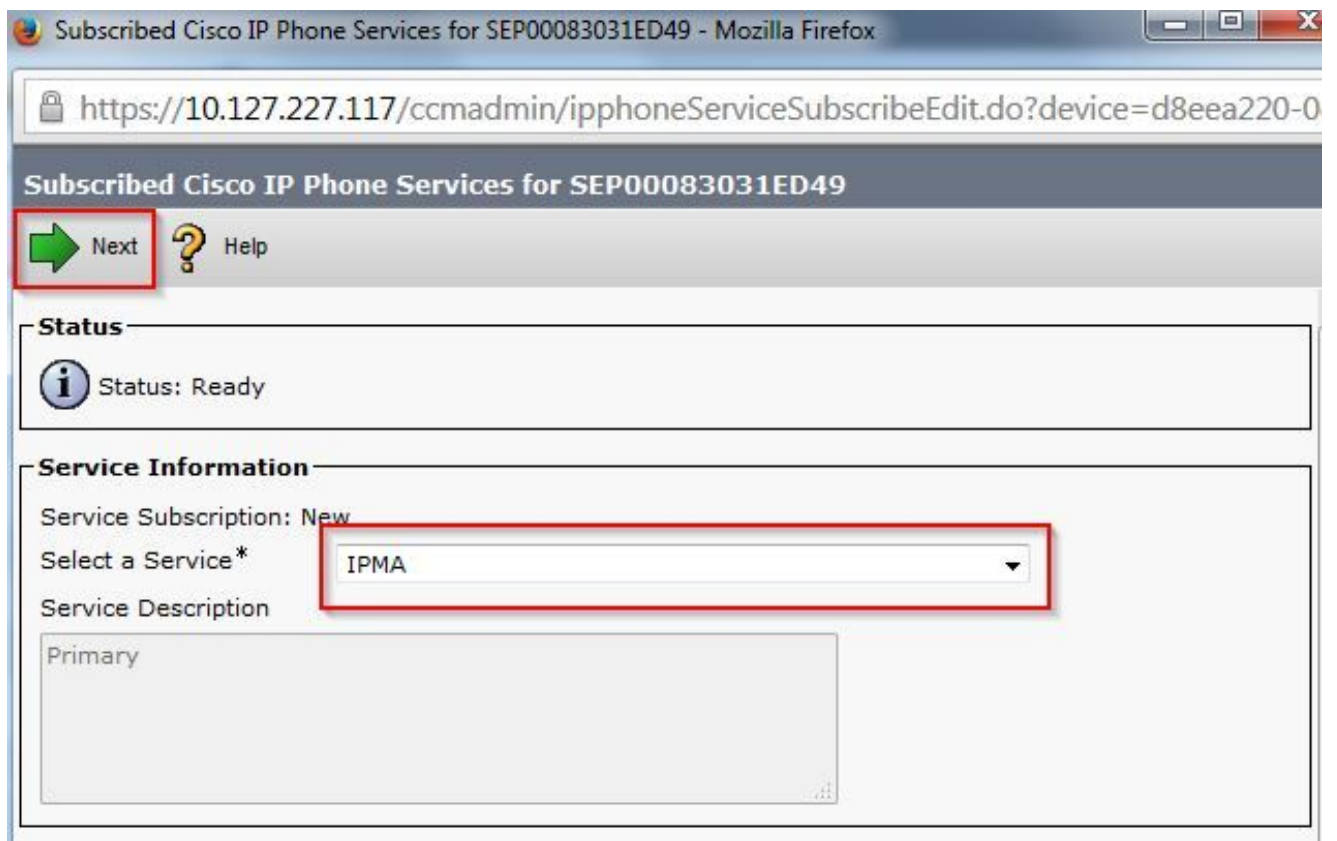 Subscribed Cisco IP Phone Services for SEP00083031ED49 - Mozilla Firefox
https://10.127.227.117/ccmadmin/ipphoneServiceSubscribeEdit.do?device=d8eea220-0
Subscribed Cisco IP Phone Services for SEP00083031ED49
Next Help
Status
Status: Ready
Service Information
Service Subscription: New
Select a Service* IPMA
Service Description
Primary